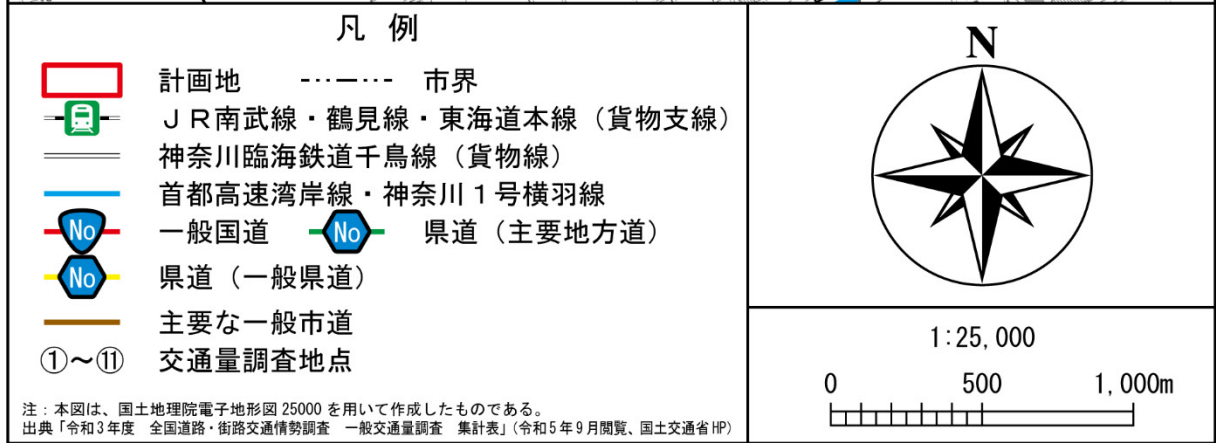 凡 例
計画地 市界
JR南武線・鶴見線・東海道本線（貨物支線）
神奈川臨海鉄道千鳥線（貨物線）
首都高速湾岸線・神奈川1号横羽線
No 一般国道 No 県道（主要地方道）
No 県道（一般県道）
主要な一般市道
①～⑪ 交通量調査地点
注：本図は、国土地理院電子地形図25000を用いて作成したものである。
出典「令和3年度 全国道路・街路交通情勢調査 一般交通量調査 集計表」（令和5年9月閲覧、国土交通省HP）
N
1:25,000
0 500 1,000m